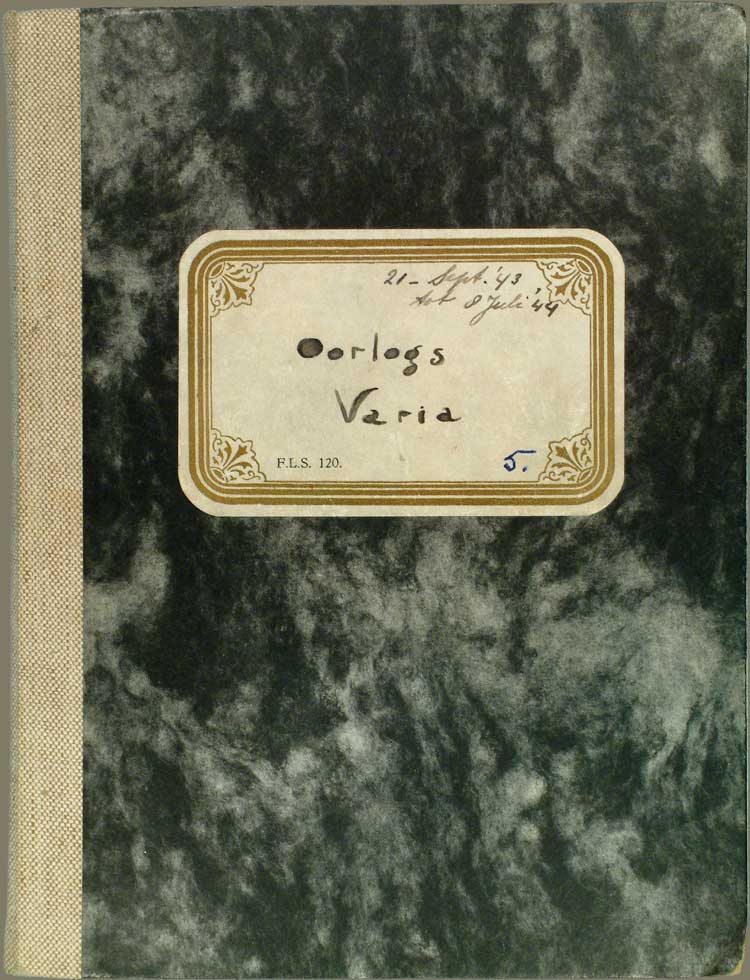 21 - Sept. '43
tot 8 Juli '44
Oorlogs
Varia
F.L.S. 120.
5.